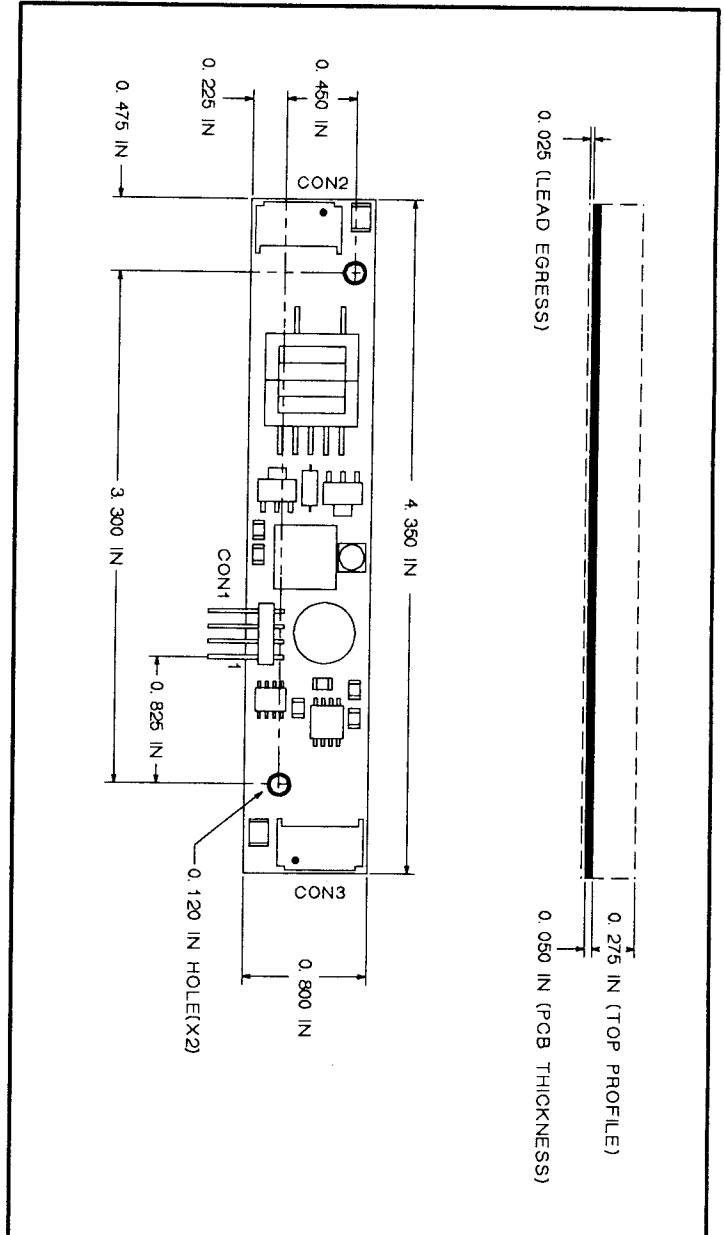 0.025 (LEAD EGRESS)
0.275 IN (TOP PROFILE)
0.050 IN (PCB THICKNESS)
4.350 IN
0.450 IN
0.225 IN
0.475 IN
CON2
CON1
1
CON3
0.800 IN
0.825 IN
3.300 IN
0.120 IN HOLE(X2)